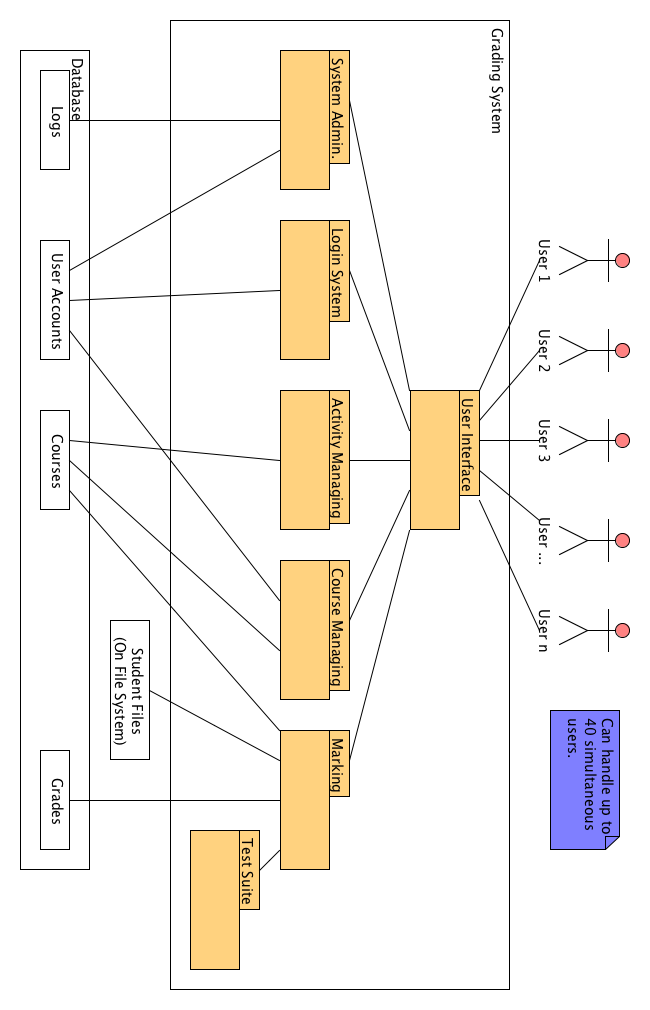 User 1
User 2
User 3
User ...
User n
Can handle up to
40 simultaneous
users.
Grading System
User Interface
System Admin.
Login System
Activity Managing
Course Managing
Marking
Test Suite
Student Files
(On File System)
Database
Logs
User Accounts
Courses
Grades